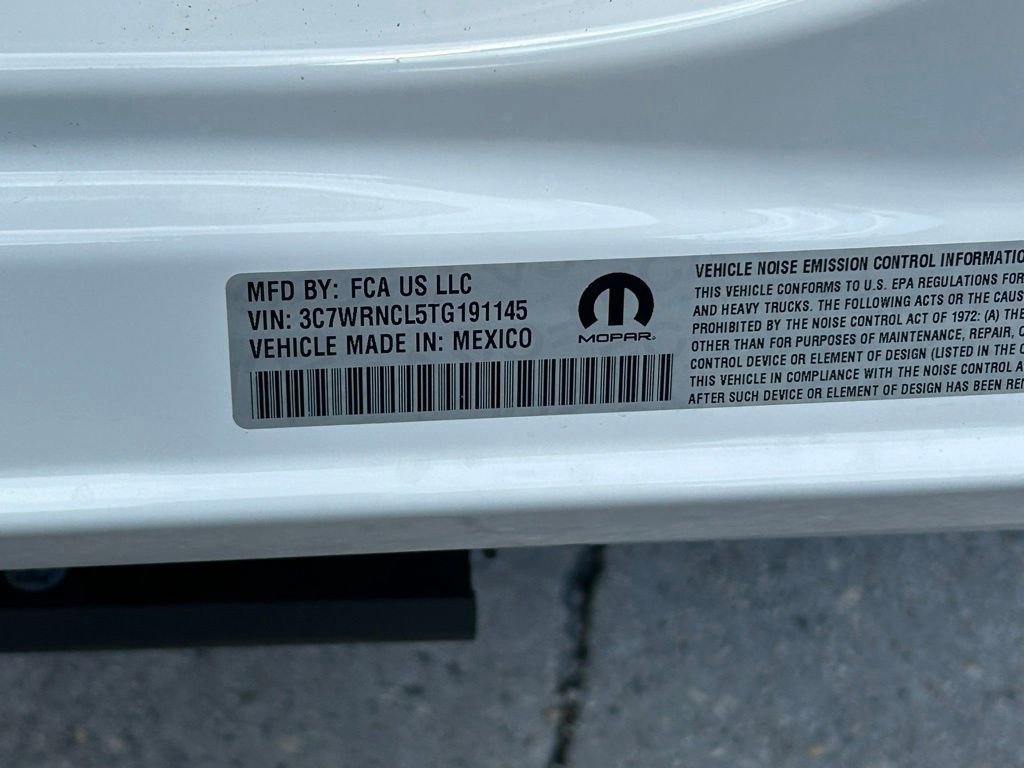 MFD BY: FCA US LLC
VIN: 3C7WRNCL5TG191145
VEHICLE MADE IN: MEXICO
MOPAR
VEHICLE NOISE EMISSION CONTROL INFORMATIO
THIS VEHICLE CONFORMS TO U.S. EPA REGULATIONS FOR
AND HEAVY TRUCKS. THE FOLLOWING ACTS OR THE CAUS
PROHIBITED BY THE NOISE CONTROL ACT OF 1972: (A) THE
OTHER THAN FOR PURPOSES OF MAINTENANCE, REPAIR, O
CONTROL DEVICE OR ELEMENT OF DESIGN (LISTED IN THE
THIS VEHICLE IN COMPLIANCE WITH THE NOISE CONTROL A
AFTER SUCH DEVICE OR ELEMENT OF DESIGN HAS BEEN REM